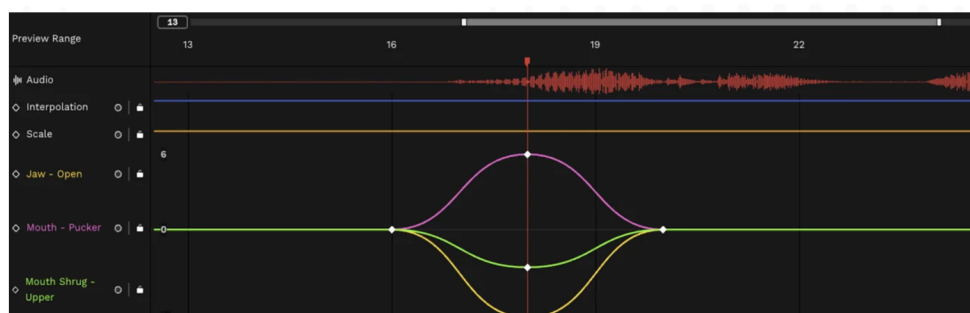 13
Preview Range
13 16 19 22
Audio
Interpolation
Scale
6
Jaw - Open
Mouth - Pucker
0
Mouth Shrug -
Upper